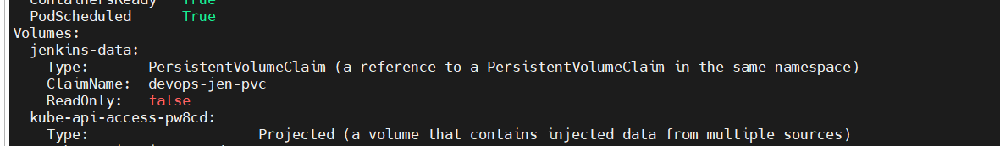 ContainersReady True
PodScheduled True
Volumes:
jenkins-data:
Type: PersistentVolumeClaim (a reference to a PersistentVolumeClaim in the same namespace)
ClaimName: devops-jen-pvc
ReadOnly: false
kube-api-access-pw8cd:
Type: Projected (a volume that contains injected data from multiple sources)